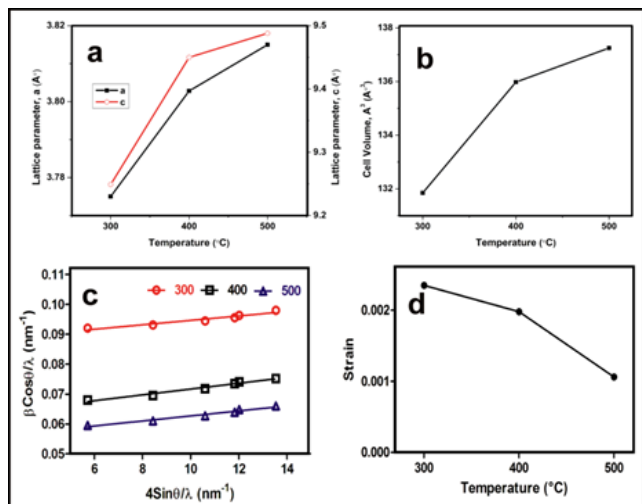 a
3.82
3.80
3.78
Lattice parameter, a (A°)
a
c
9.5
9.4
9.3
9.2
Lattice parameter, c (A°)
300 400 500
Temperature (°C)
b
136
134
132
Cell Volume, A³ (A°³)
300 400 500
Temperature (°C)
c
300 400 500
0.11
0.10
0.09
0.08
0.07
0.06
0.05
βCosθ/λ (nm⁻¹)
6 8 10 12 14
4Sinθ/λ (nm⁻¹)
d
0.002
0.001
0.000
Strain
300 400 500
Temperature (°C)